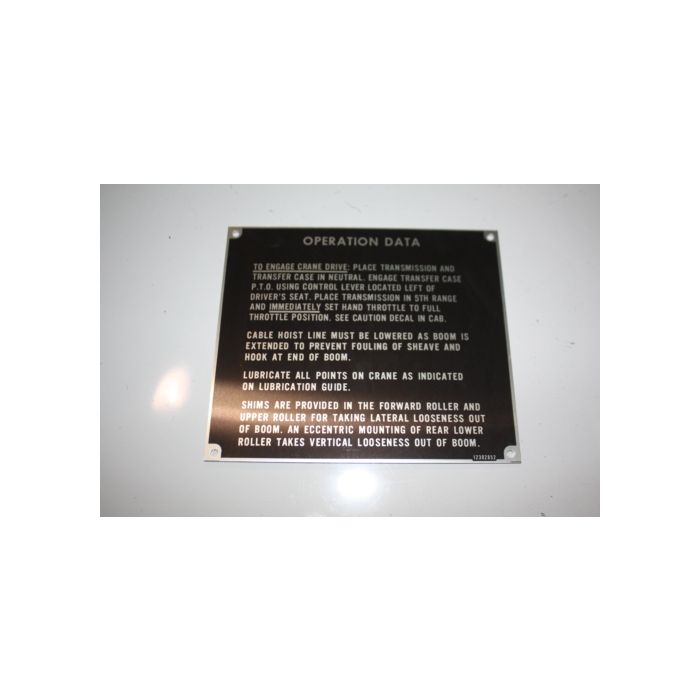 OPERATION DATA
TO ENGAGE CRANE DRIVE: PLACE TRANSMISSION AND
TRANSFER CASE IN NEUTRAL. ENGAGE TRANSFER CASE
P.T.O. USING CONTROL LEVER LOCATED LEFT OF
DRIVER'S SEAT. PLACE TRANSMISSION IN 5TH RANGE
AND IMMEDIATELY SET HAND THROTTLE TO FULL
THROTTLE POSITION. SEE CAUTION DECAL IN CAB.
CABLE HOIST LINE MUST BE LOWERED AS BOOM IS
EXTENDED TO PREVENT FOULING OF SHEAVE AND
HOOK AT END OF BOOM.
LUBRICATE ALL POINTS ON CRANE AS INDICATED
ON LUBRICATION GUIDE.
SHIMS ARE PROVIDED IN THE FORWARD ROLLER AND
UPPER ROLLER FOR TAKING LATERAL LOOSENESS OUT
OF BOOM. AN ECCENTRIC MOUNTING OF REAR LOWER
ROLLER TAKES VERTICAL LOOSENESS OUT OF BOOM.
12302852